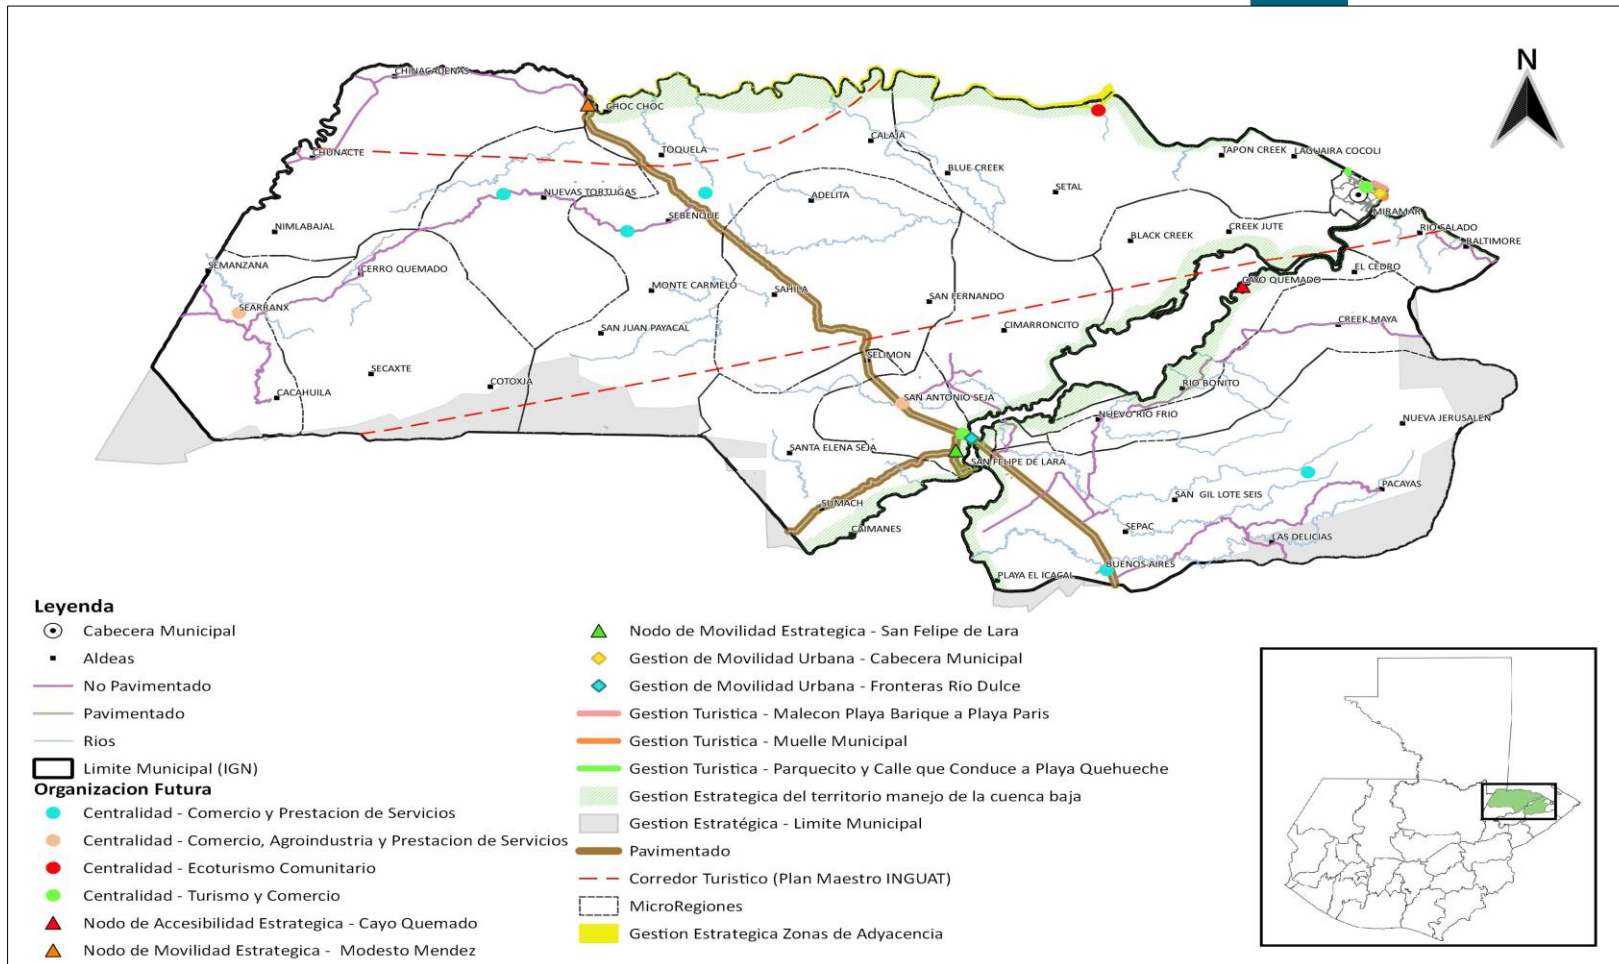 N
CHINACADENAS
CHOC CHOC
CHUNACTE
TOQUELA
CALAJA
TAPON CREEK
LAGUAIRA COCOLI
BLUE CREEK
SETAL
NUEVAS TORTUGAS
ADELITA
SEBENQUE
MIRAMAR
NIMLABAJAL
BLACK CREEK
CREEK JUTE
RIO SALADO
BALTIMORE
SEMANZANA
CERRO QUEMADO
EL CEDRO
CAYO QUEMADO
MONTE CARMELO
SAHILA
SAN FERNANDO
SEARRANX
SAN JUAN PAYACAL
CIMARRONCITO
CREEK MAYA
SELIMON
SECAXTE
COTOXJA
RIO BONITO
CACAHUILA
SAN ANTONIO SEJA
NUEVO RIO FRIO
NUEVA JERUSALEN
SANTA ELENA SEJA
SAN FELIPE DE LARA
PACAYAS
SAN GIL LOTE SEIS
SUMACH
CAIMANES
SEPAC
LAS DELICIAS
BUENOS AIRES
PLAYA EL ICACAL
Leyenda
Cabecera Municipal
Aldeas
No Pavimentado
Pavimentado
Rios
Limite Municipal (IGN)
Organizacion Futura
Centralidad - Comercio y Prestacion de Servicios
Centralidad - Comercio, Agroindustria y Prestacion de Servicios
Centralidad - Ecoturismo Comunitario
Centralidad - Turismo y Comercio
Nodo de Accesibilidad Estrategica - Cayo Quemado
Nodo de Movilidad Estrategica - Modesto Mendez
Nodo de Movilidad Estrategica - San Felipe de Lara
Gestion de Movilidad Urbana - Cabecera Municipal
Gestion de Movilidad Urbana - Fronteras Rio Dulce
Gestion Turistica - Malecon Playa Barique a Playa Paris
Gestion Turistica - Muelle Municipal
Gestion Turistica - Parquecito y Calle que Conduce a Playa Quehueche
Gestion Estrategica del territorio manejo de la cuenca baja
Gestion Estratégica - Limite Municipal
Pavimentado
Corredor Turistico (Plan Maestro INGUAT)
MicroRegiones
Gestion Estrategica Zonas de Adyacencia